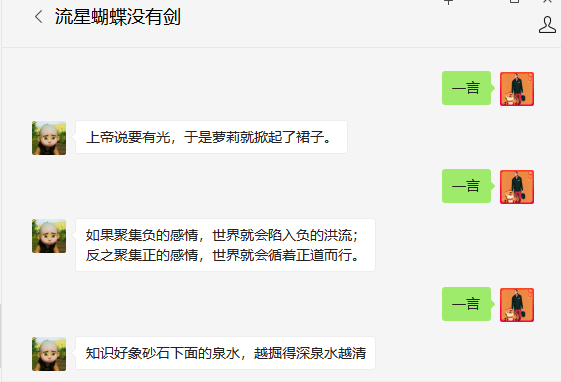 流星蝴蝶没有剑
一言
上帝说要有光，于是萝莉就掀起了裙子。
一言
如果聚集负的感情，世界就会陷入负的洪流；
反之聚集正的感情，世界就会循着正道而行。
一言
知识好象砂石下面的泉水，越掘得深泉水越清